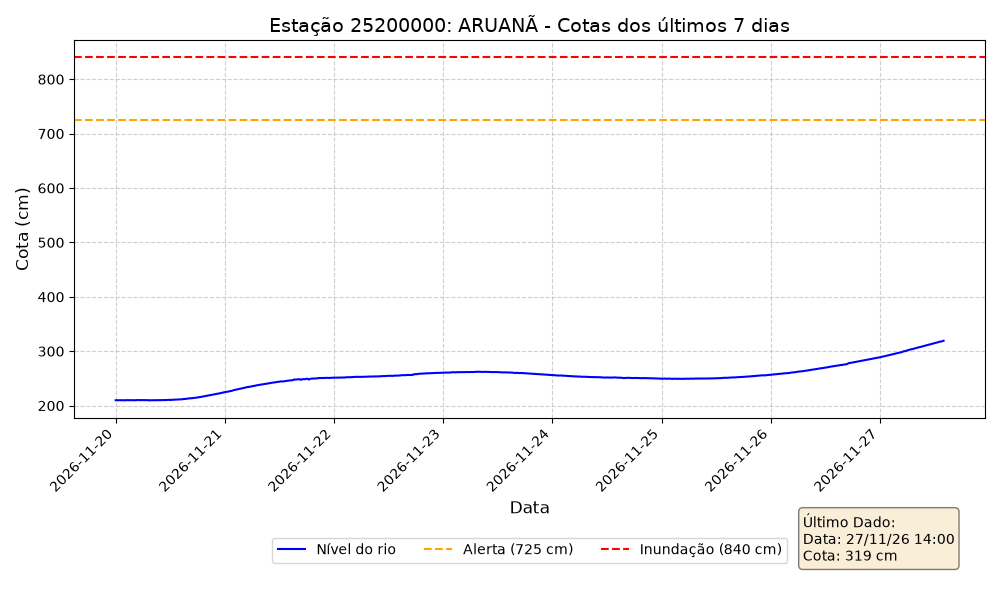 Estação 25200000: ARUANÃ - Cotas dos últimos 7 dias
Cota (cm)
800
700
600
500
400
300
200
2026-11-20
2026-11-21
2026-11-22
2026-11-23
2026-11-24
2026-11-25
2026-11-26
2026-11-27
Data
Nível do rio
Alerta (725 cm)
Inundação (840 cm)
Último Dado:
Data: 27/11/26 14:00
Cota: 319 cm